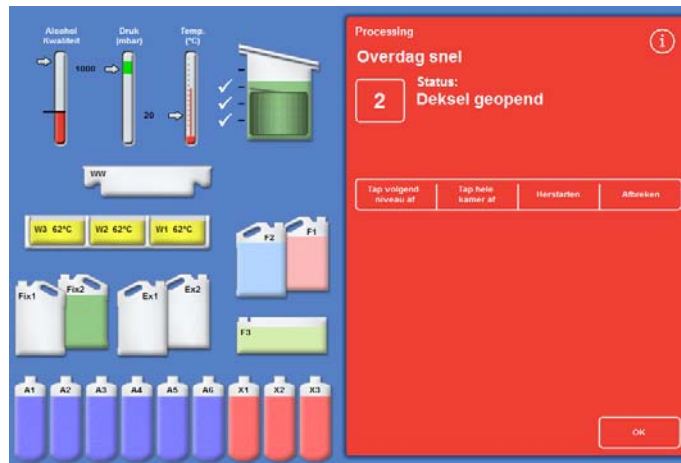 Alcohol
Kwaliteit
Druk
(mbar)
Temp.
(°C)
1000
20
WW
W3 62°C
W2 62°C
W1 62°C
F2
F1
Fix1
Fix2
Ex1
Ex2
F3
A1
A2
A3
A4
A5
A6
X1
X2
X3
Processing
i
Overdag snel
2
Status:
Deksel geopend
Tap volgend
niveau af
Tap hele
kamer af
Herstarten
Afbreken
OK